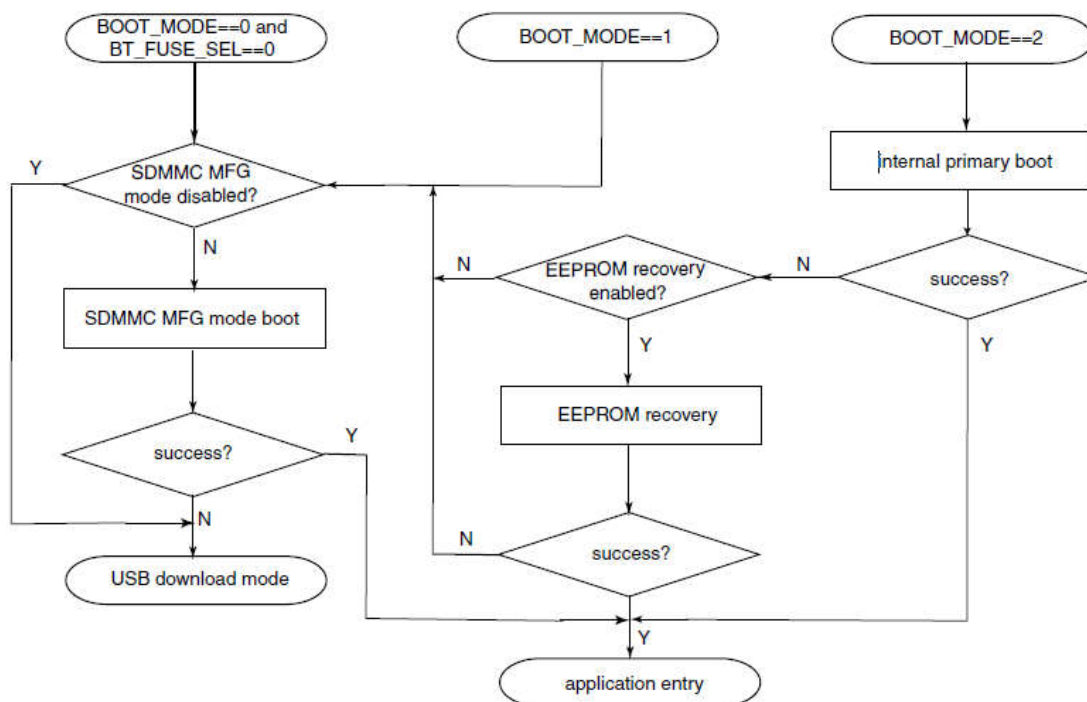 BOOT_MODE==0 and
BT_FUSE_SEL==0
BOOT_MODE==1
BOOT_MODE==2
Y
SDMMC MFG
mode disabled?
internal primary boot
N
N
EEPROM recovery
enabled?
N
success?
SDMMC MFG mode boot
Y
Y
EEPROM recovery
success?
Y
N
N
success?
USB download mode
Y
application entry